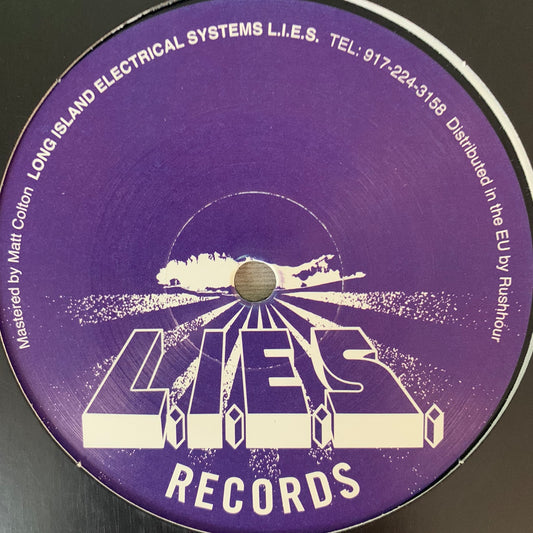 Mastered by Matt Colton LONG ISLAND ELECTRICAL SYSTEMS L.I.E.S. TEL: 917-224-3158 Distributed in the EU by Rushhour
L.I.E.S.
RECORDS